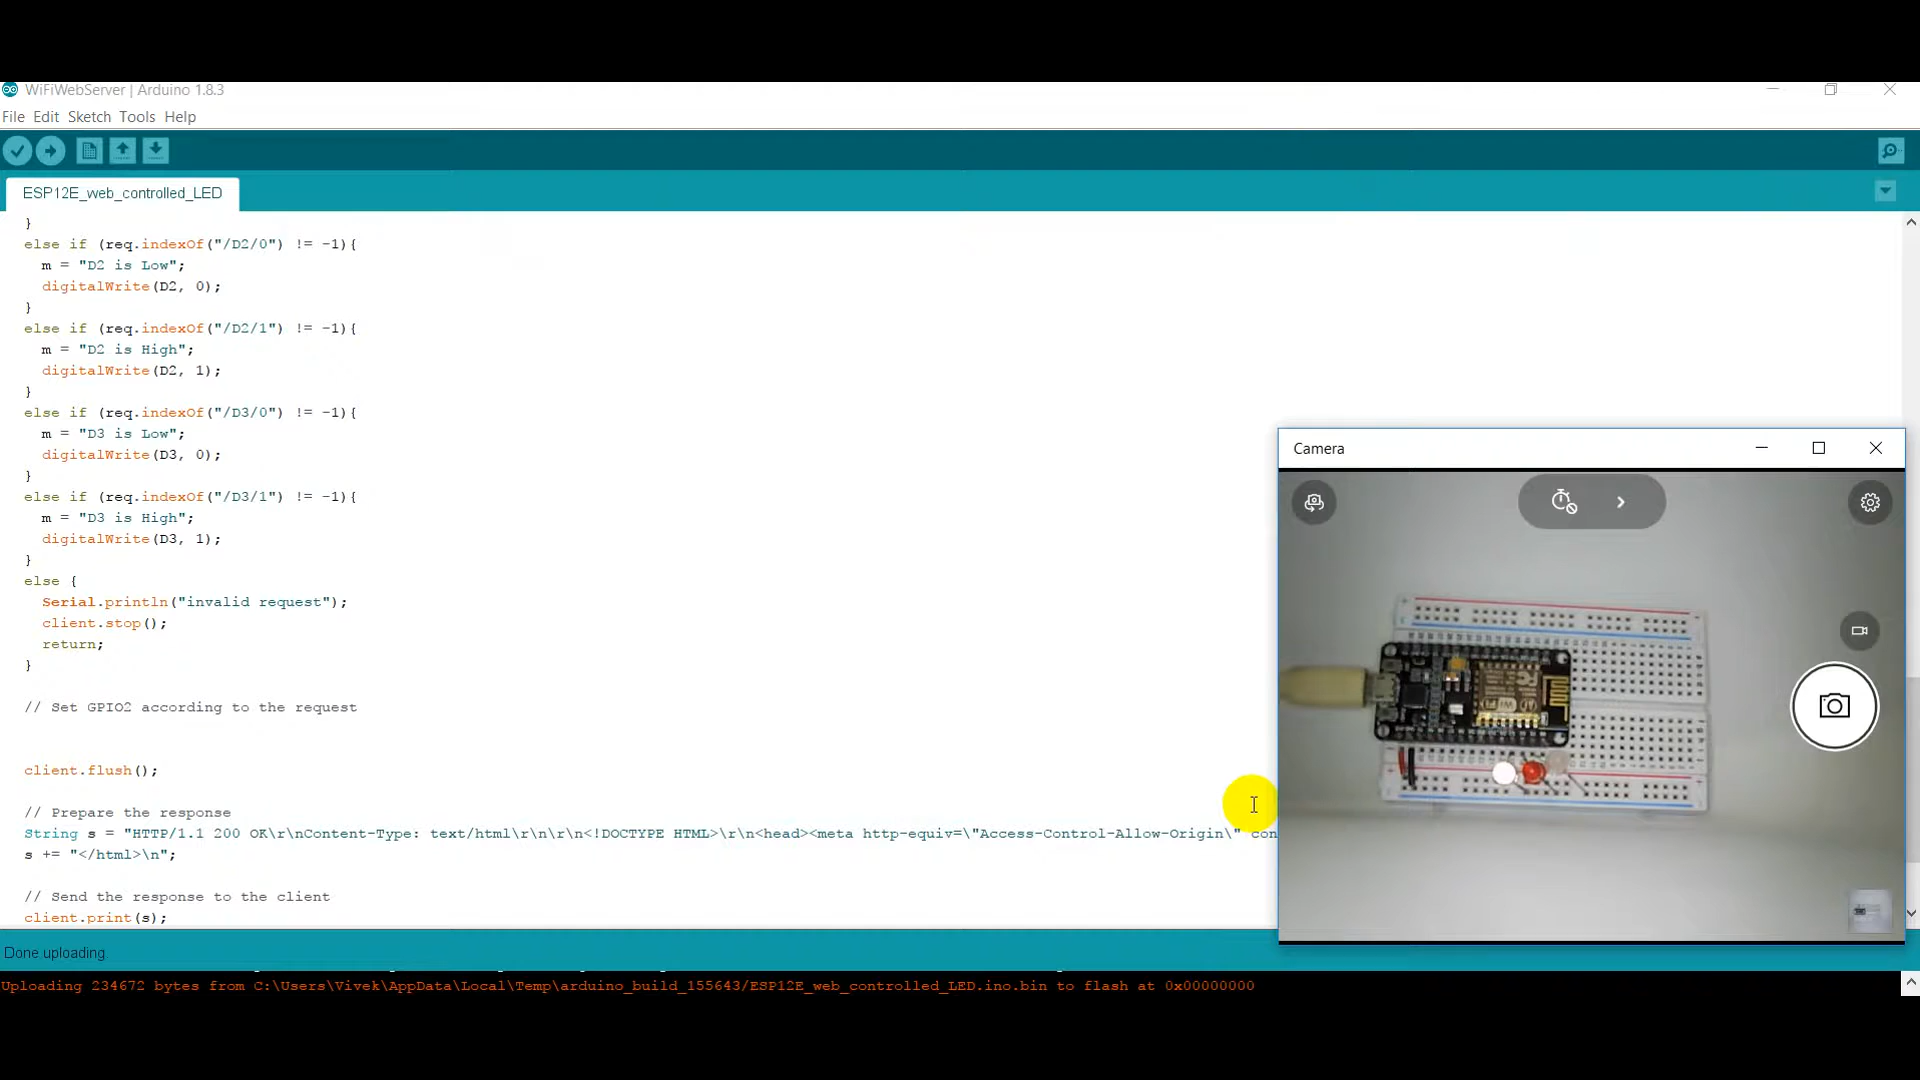 WiFiWebServer | Arduino 1.8.3
File Edit Sketch Tools Help
ESP12E_web_controlled_LED
}
else if (req.indexOf("/D2/0") != -1){
m = "D2 is Low";
digitalWrite(D2, 0);
}
else if (req.indexOf("/D2/1") != -1){
m = "D2 is High";
digitalWrite(D2, 1);
}
else if (req.indexOf("/D3/0") != -1){
m = "D3 is Low";
digitalWrite(D3, 0);
}
else if (req.indexOf("/D3/1") != -1){
m = "D3 is High";
digitalWrite(D3, 1);
}
else {
Serial.println("invalid request");
client.stop();
return;
}
// Set GPIO2 according to the request
client.flush();
// Prepare the response
String s = "HTTP/1.1 200 OK\r\nContent-Type: text/html\r\n\r\n<!DOCTYPE HTML>\r\n<head><meta http-equiv=\"Access-Control-Allow-Origin\" con
s += "</html>\n";
// Send the response to the client
client.print(s);
Camera
Done uploading.
Uploading 234672 bytes from C:\Users\Vivek\AppData\Local\Temp\arduino_build_155643/ESP12E_web_controlled_LED.ino.bin to flash at 0x00000000